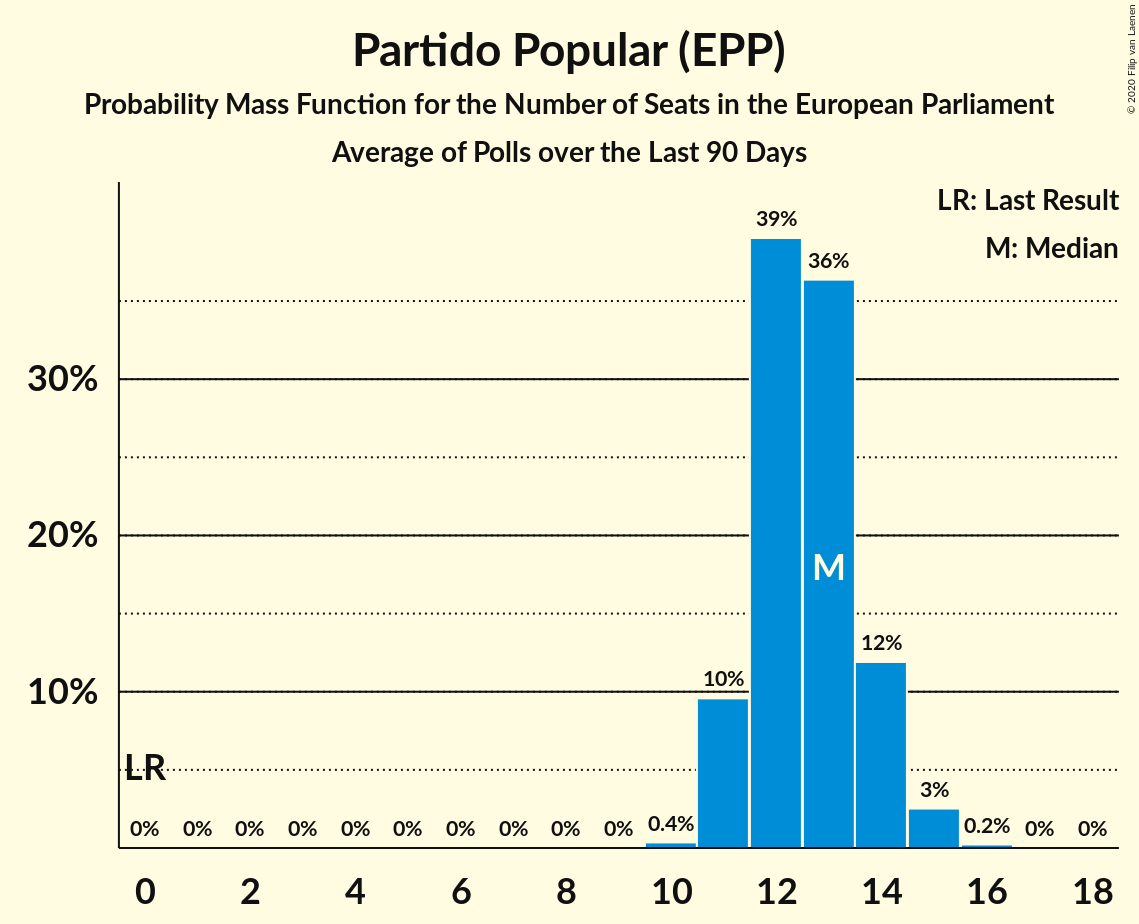 Partido Popular (EPP)
Probability Mass Function for the Number of Seats in the European Parliament
Average of Polls over the Last 90 Days
© 2020 Filip van Laenen
LR: Last Result
M: Median
39%
36%
30%
20%
M
12%
10%
10%
LR
3%
0% 0% 0% 0% 0% 0% 0% 0% 0% 0% 0.4% 0.2% 0% 0%
0 2 4 6 8 10 12 14 16 18